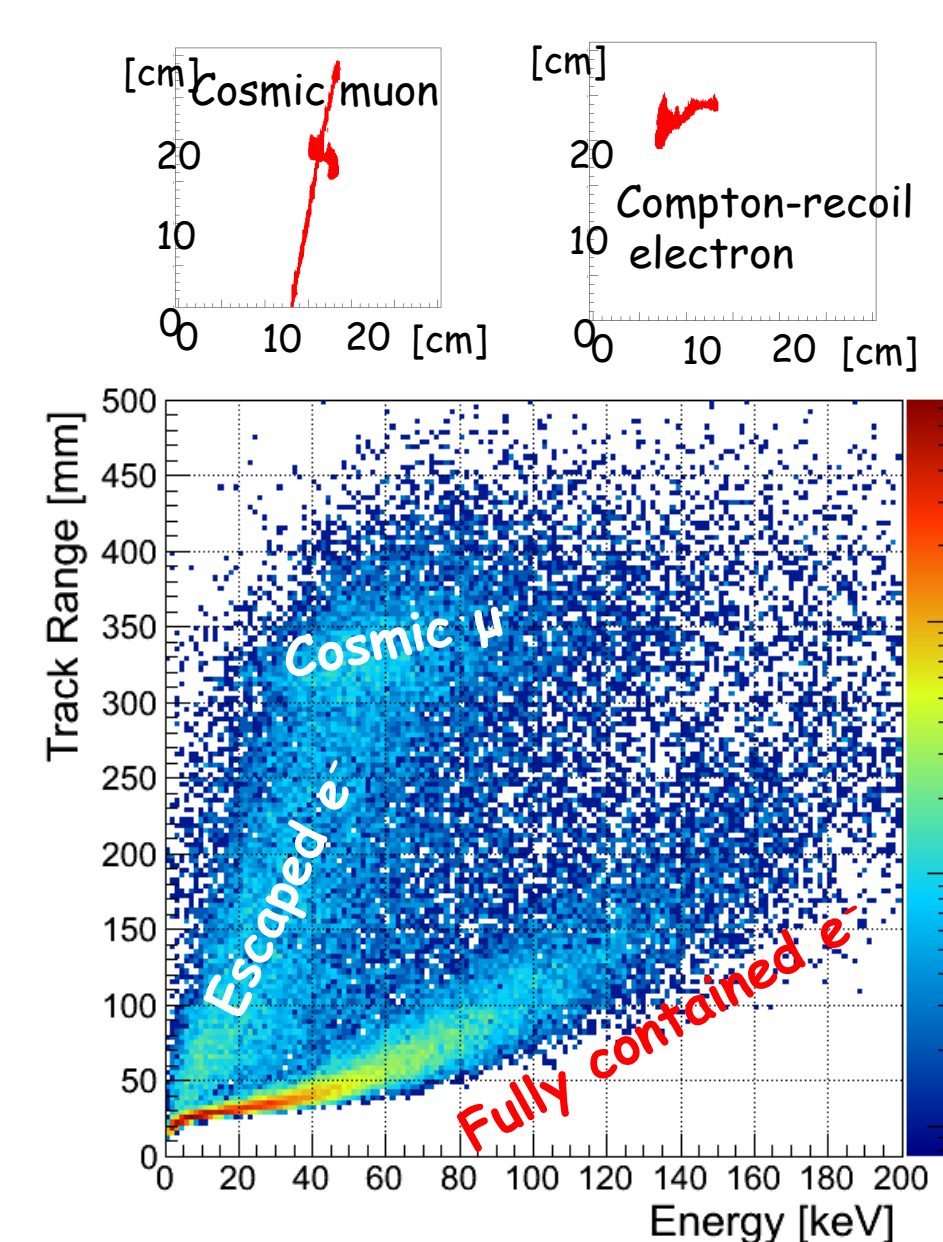 [cm]
Cosmic muon
20
10
0
0 10 20 [cm]
[cm]
20
Compton-recoil
10
electron
0
0 10 20 [cm]
500
450
400
350
300
250
200
150
100
50
0
Track Range [mm]
Cosmic μ
Escaped e-
Fully contained e-
0 20 40 60 80 100 120 140 160 180 200
Energy [keV]